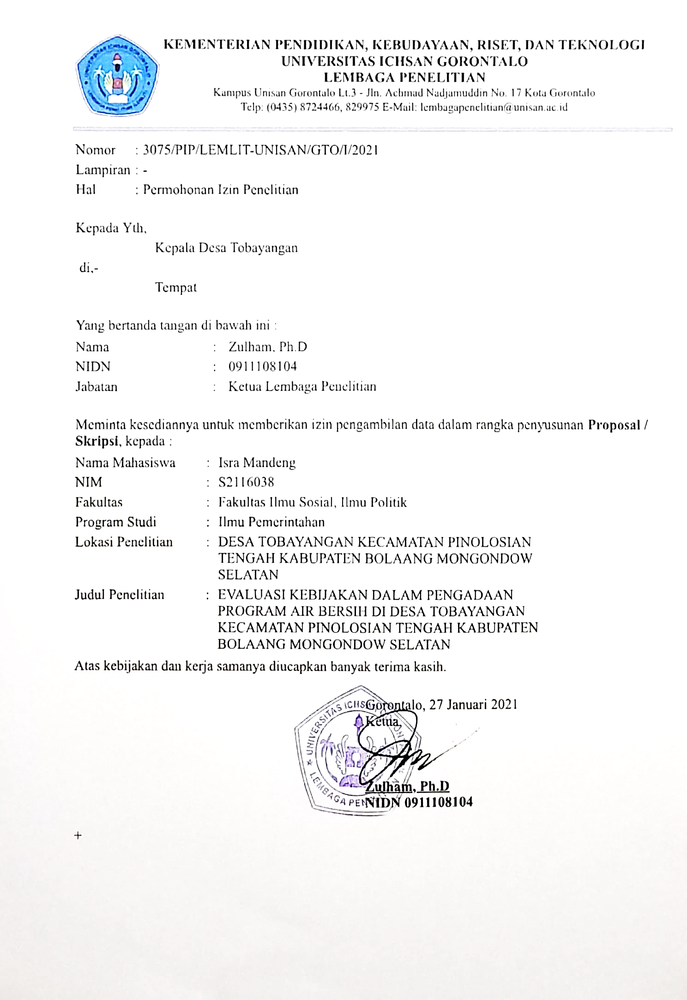 KEMENTERIAN PENDIDIKAN, KEBUDAYAAN, RISET, DAN TEKNOLOGI
UNIVERSITAS ICHSAN GORONTALO
LEMBAGA PENELITIAN
Kampus Unisan Gorontalo Lt.3 - Jln. Achmad Nadjamuddin No. 17 Kota Gorontalo
Telp: (0435) 8724466, 829975 E-Mail: lembagapenelitian@unisan.ac.id
Nomor : 3075/PIP/LEMLIT-UNISAN/GTO/I/2021
Lampiran : -
Hal : Permohonan Izin Penelitian
Kepada Yth,
Kepala Desa Tobayangan
di,-
Tempat
Yang bertanda tangan di bawah ini :
Nama : Zulham, Ph.D
NIDN : 0911108104
Jabatan : Ketua Lembaga Penelitian
Meminta kesediannya untuk memberikan izin pengambilan data dalam rangka penyusunan Proposal /
Skripsi, kepada :
Nama Mahasiswa : Isra Mandeng
NIM : S2116038
Fakultas : Fakultas Ilmu Sosial, Ilmu Politik
Program Studi : Ilmu Pemerintahan
Lokasi Penelitian : DESA TOBAYANGAN KECAMATAN PINOLOSIAN
TENGAH KABUPATEN BOLAANG MONGONDOW
SELATAN
Judul Penelitian : EVALUASI KEBIJAKAN DALAM PENGADAAN
PROGRAM AIR BERSIH DI DESA TOBAYANGAN
KECAMATAN PINOLOSIAN TENGAH KABUPATEN
BOLAANG MONGONDOW SELATAN
Atas kebijakan dan kerja samanya diucapkan banyak terima kasih.
Gorontalo, 27 Januari 2021
Ketua,
UNIVERSITAS
LEMBAGA
Zulham, Ph.D
NIDN 0911108104
+